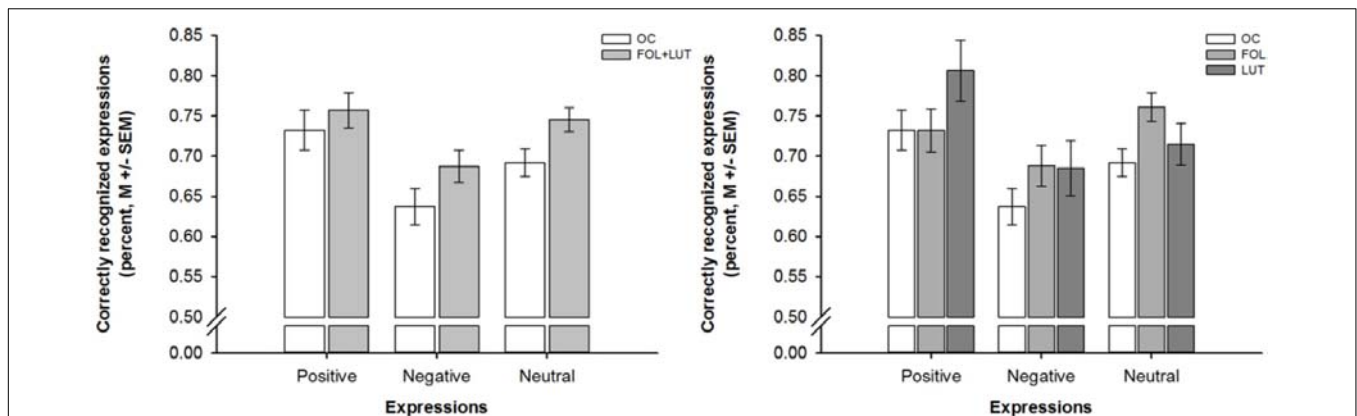 Correctly recognized expressions
(percent, M +/- SEM)
0.85
0.80
0.75
0.70
0.65
0.60
0.55
0.50
0.00
OC
FOL+LUT
Positive
Negative
Neutral
Expressions
Correctly recognized expressions
(percent, M +/- SEM)
0.85
0.80
0.75
0.70
0.65
0.60
0.55
0.50
0.00
OC
FOL
LUT
Positive
Negative
Neutral
Expressions